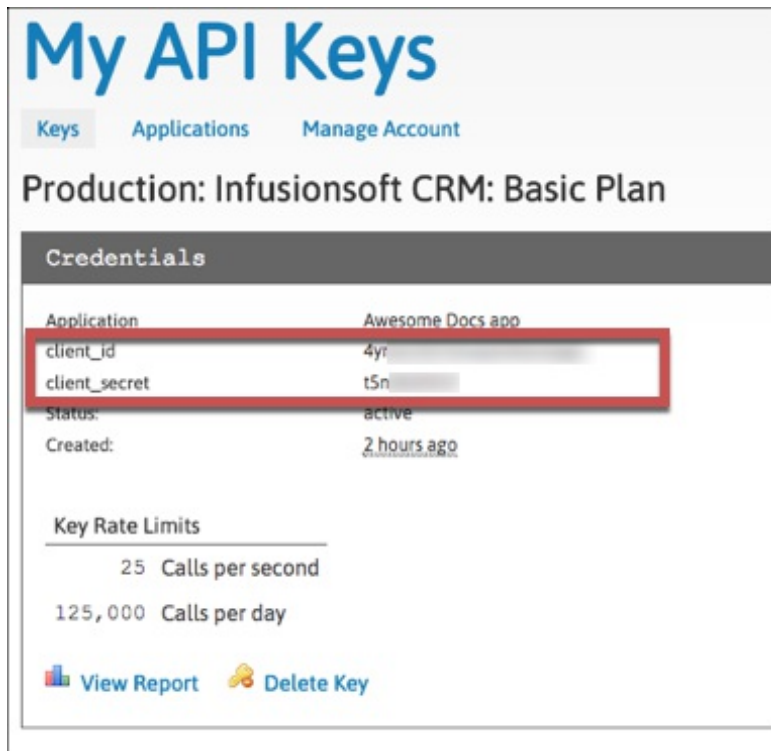 My API Keys
Keys Applications Manage Account
Production: Infusionsoft CRM: Basic Plan
Credentials
Application Awesome Docs app
client_id 4yr
client_secret t5n
Status: active
Created: 2 hours ago
Key Rate Limits
25 Calls per second
125,000 Calls per day
View Report Delete Key